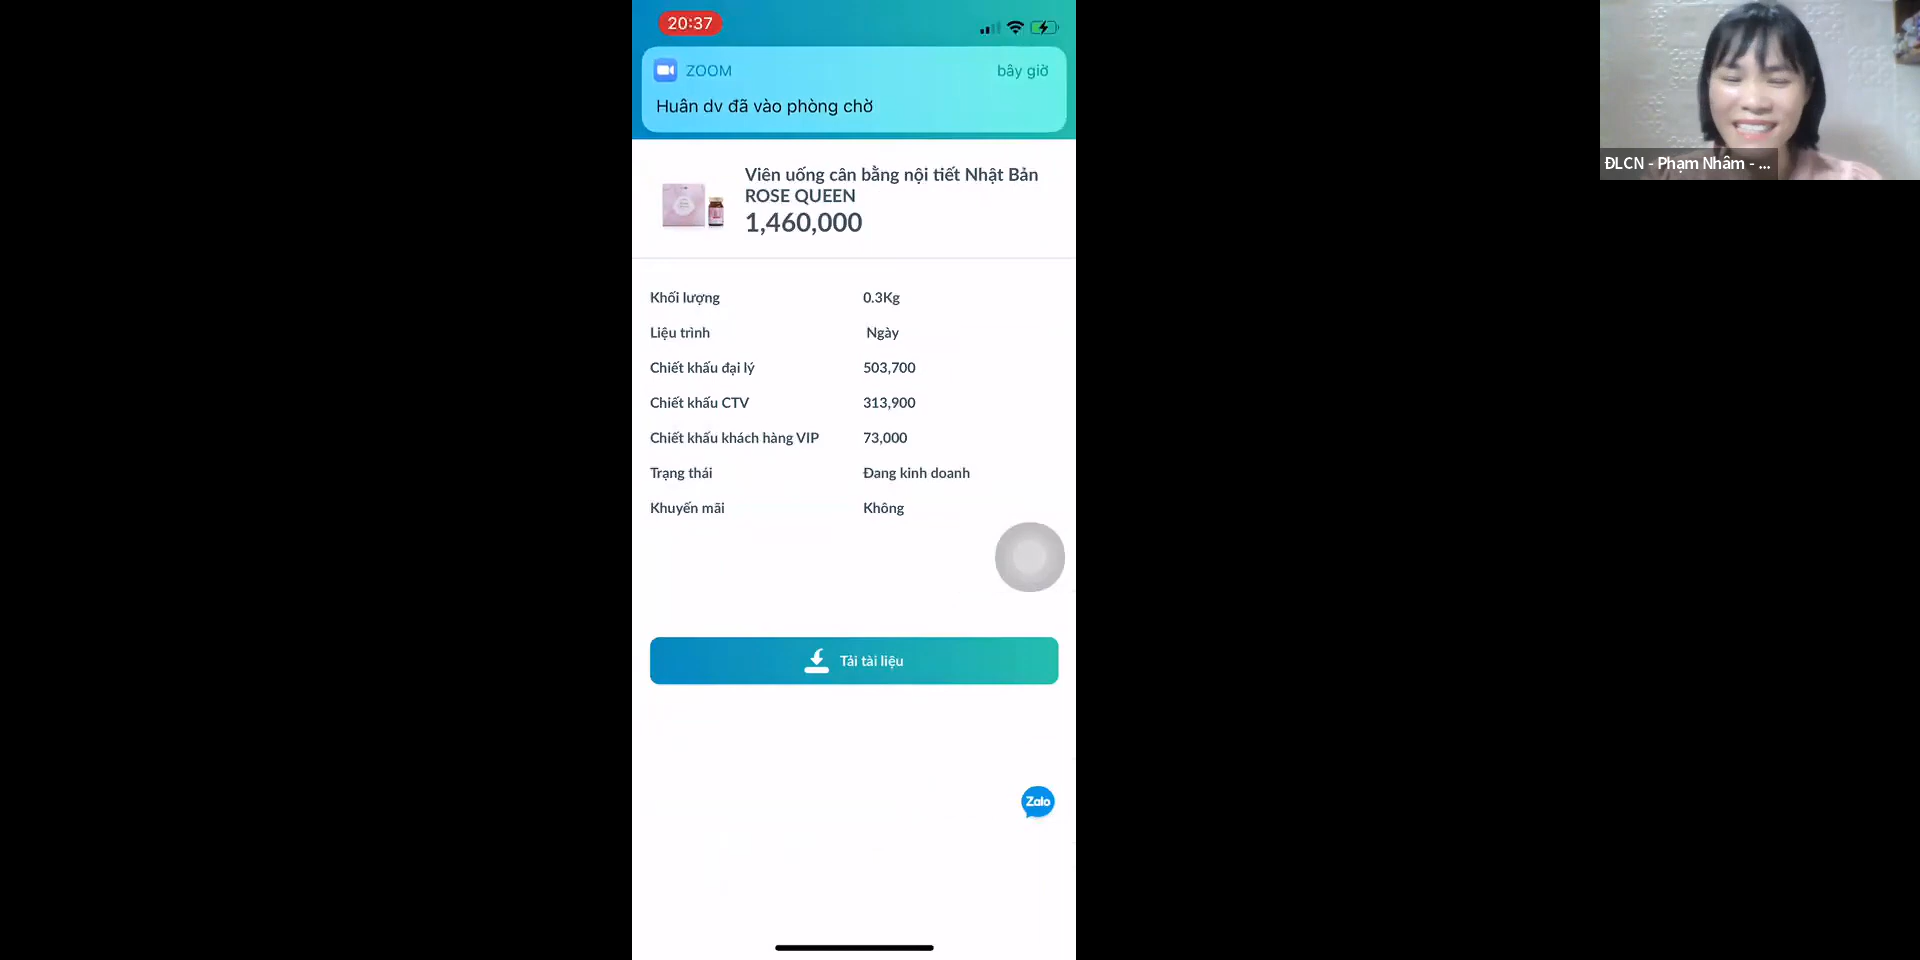 20:37
ZOOM
bây giờ
Huân dv đã vào phòng chờ
Viên uống cân bằng nội tiết Nhật Bản
ROSE QUEEN
1,460,000
Khối lượng 0.3Kg
Liệu trình Ngày
Chiết khấu đại lý 503,700
Chiết khấu CTV 313,900
Chiết khấu khách hàng VIP 73,000
Trạng thái Đang kinh doanh
Khuyến mãi Không
Tải tài liệu
Zalo
ĐLCN - Phạm Nhâm - ...